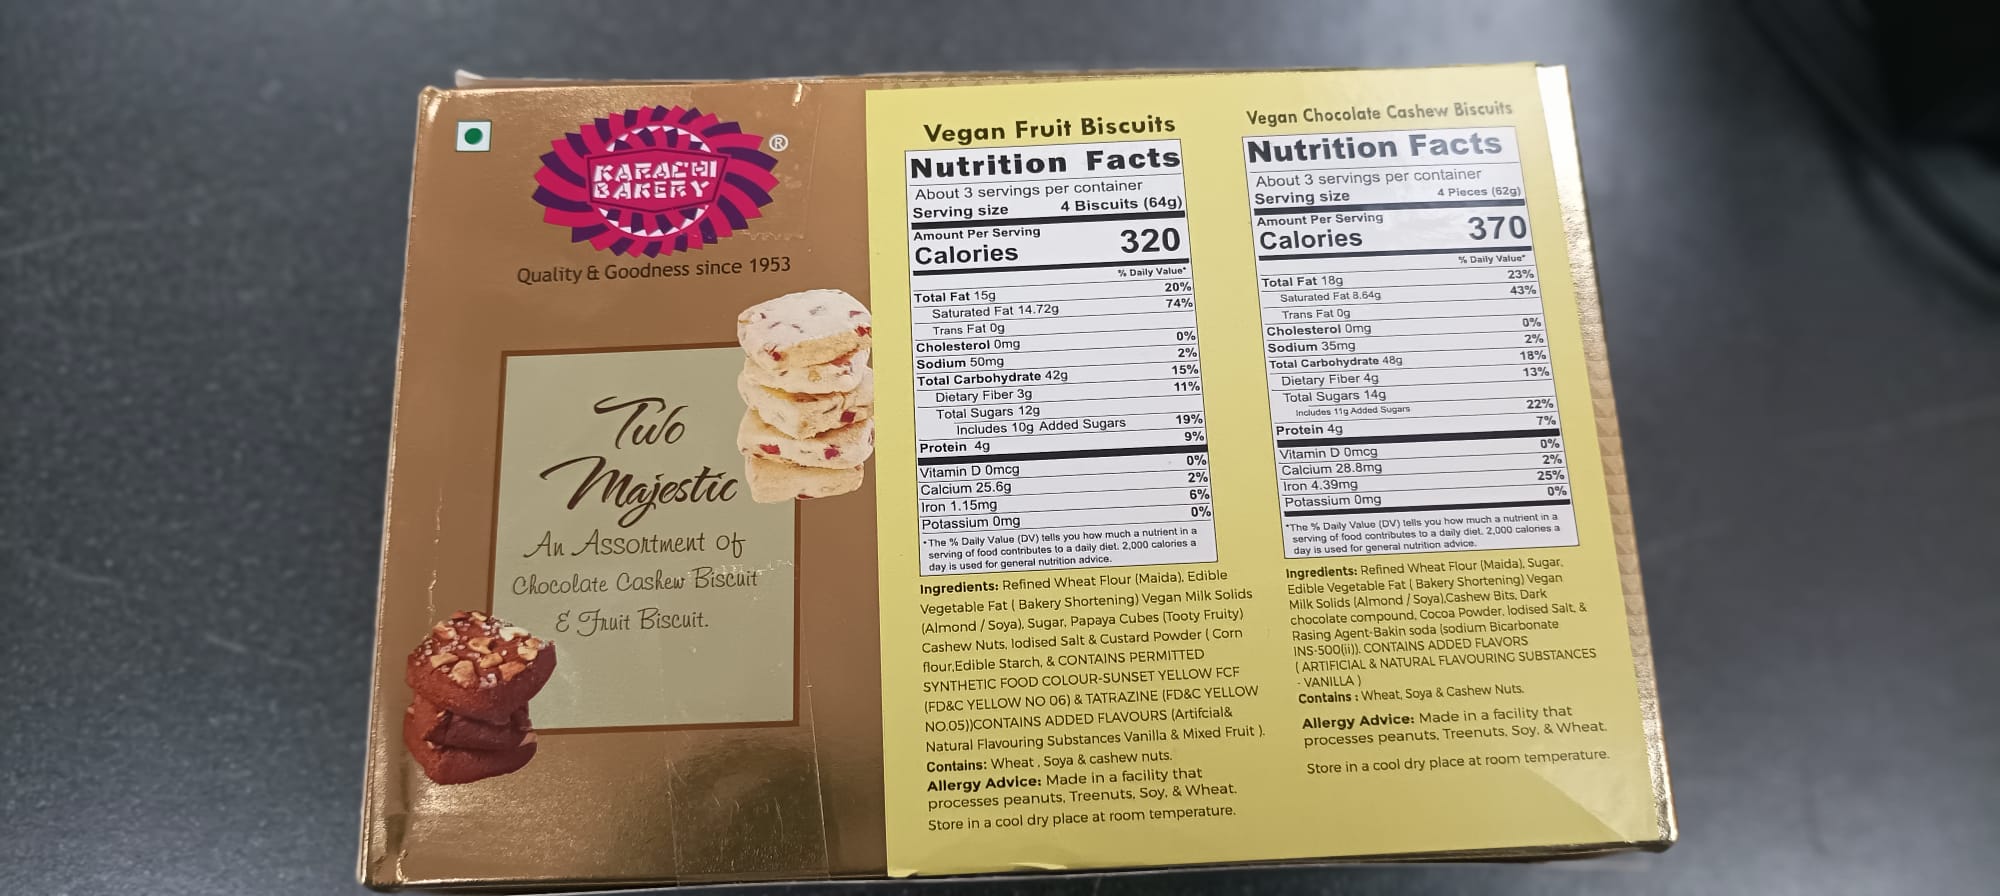 KARACHI
BAKERY
®
Quality & Goodness since 1953
Two
Majestic
An Assortment of
Chocolate Cashew Biscuit
& Fruit Biscuit.
Vegan Fruit Biscuits
Nutrition Facts
About 3 servings per container
Serving size 4 Biscuits (64g)
Amount Per Serving
Calories 320
% Daily Value*
Total Fat 15g 20%
Saturated Fat 14.72g 74%
Trans Fat 0g
Cholesterol 0mg 0%
Sodium 50mg 2%
Total Carbohydrate 42g 15%
Dietary Fiber 3g 11%
Total Sugars 12g
Includes 10g Added Sugars 19%
Protein 4g 9%
Vitamin D 0mcg 0%
Calcium 25.6g 2%
Iron 1.15mg 6%
Potassium 0mg 0%
*The % Daily Value (DV) tells you how much a nutrient in a
serving of food contributes to a daily diet. 2,000 calories a
day is used for general nutrition advice.
Ingredients: Refined Wheat Flour (Maida), Edible
Vegetable Fat ( Bakery Shortening) Vegan Milk Solids
(Almond / Soya), Sugar, Papaya Cubes (Tooty Fruity)
Cashew Nuts, Iodised Salt & Custard Powder ( Corn
flour,Edible Starch, & CONTAINS PERMITTED
SYNTHETIC FOOD COLOUR-SUNSET YELLOW FCF
(FD&C YELLOW NO 06) & TATRAZINE (FD&C YELLOW
NO.05))CONTAINS ADDED FLAVOURS (Artifcial&
Natural Flavouring Substances Vanilla & Mixed Fruit ).
Contains: Wheat , Soya & cashew nuts.
Allergy Advice: Made in a facility that
processes peanuts, Treenuts, Soy, & Wheat.
Store in a cool dry place at room temperature.
Vegan Chocolate Cashew Biscuits
Nutrition Facts
About 3 servings per container
Serving size 4 Pieces (62g)
Amount Per Serving
Calories 370
% Daily Value*
Total Fat 18g 23%
Saturated Fat 8.64g 43%
Trans Fat 0g
Cholesterol 0mg 0%
Sodium 35mg 2%
Total Carbohydrate 48g 18%
Dietary Fiber 4g 13%
Total Sugars 14g
Includes 11g Added Sugars 22%
Protein 4g 7%
Vitamin D 0mcg 0%
Calcium 28.8mg 2%
Iron 4.39mg 25%
Potassium 0mg 0%
*The % Daily Value (DV) tells you how much a nutrient in a
serving of food contributes to a daily diet. 2,000 calories a
day is used for general nutrition advice.
Ingredients: Refined Wheat Flour (Maida), Sugar,
Edible Vegetable Fat ( Bakery Shortening) Vegan
Milk Solids (Almond / Soya),Cashew Bits, Dark
chocolate compound, Cocoa Powder, Iodised Salt, &
Rasing Agent-Bakin soda (sodium Bicarbonate
INS-500(ii)). CONTAINS ADDED FLAVORS
( ARTIFICIAL & NATURAL FLAVOURING SUBSTANCES
- VANILLA )
Contains : Wheat, Soya & Cashew Nuts.
Allergy Advice: Made in a facility that
processes peanuts, Treenuts, Soy, & Wheat.
Store in a cool dry place at room temperature.